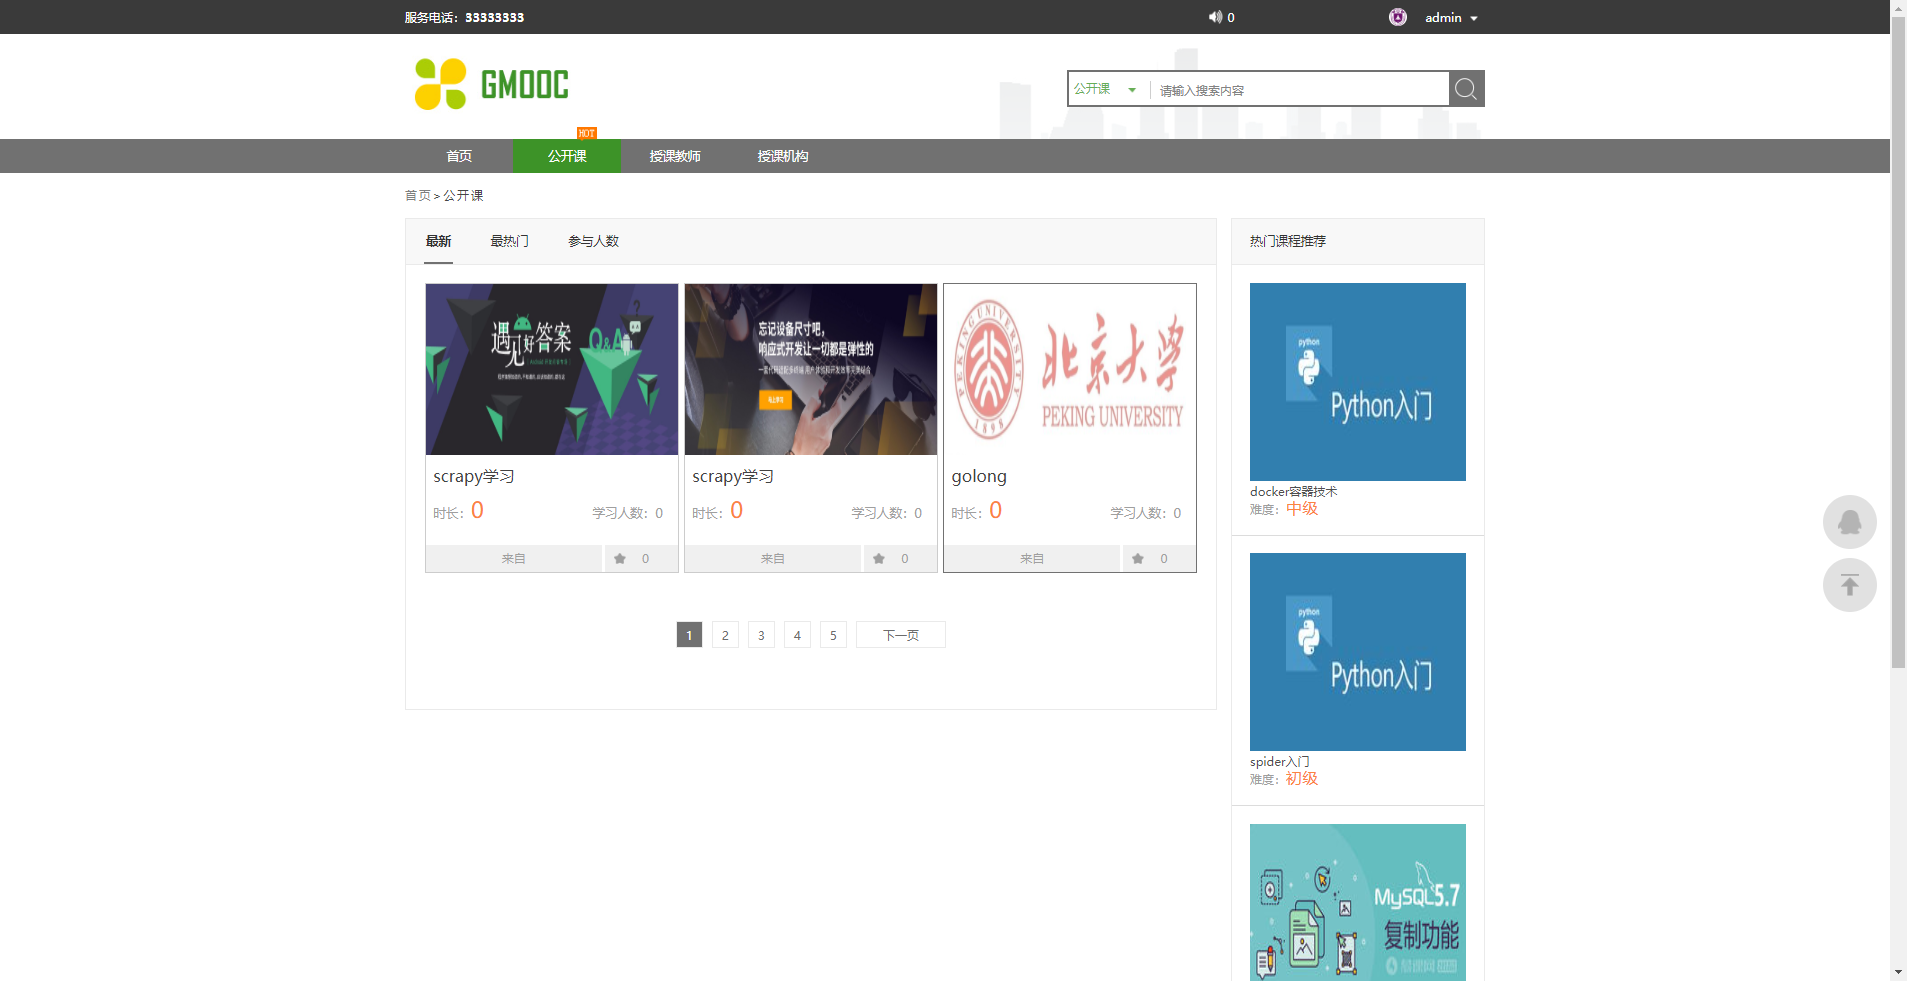 服务电话：33333333
0
admin
GMOOC
公开课
请输入搜索内容
HOT
首页
公开课
授课教师
授课机构
首页 > 公开课
最新
最热门
参与人数
热门课程推荐
遇见好答案
Q&A
忘记设备尺寸吧，
响应式开发让一切都是弹性的
马上学习
PEKING UNIVERSITY
1898
北京大学
PEKING UNIVERSITY
scrapy学习
时长：0
学习人数：0
来自
0
scrapy学习
时长：0
学习人数：0
来自
0
golong
时长：0
学习人数：0
来自
0
1
2
3
4
5
下一页
python
Python入门
docker容器技术
难度：中级
python
Python入门
spider入门
难度：初级
MySQL5.7
复制功能